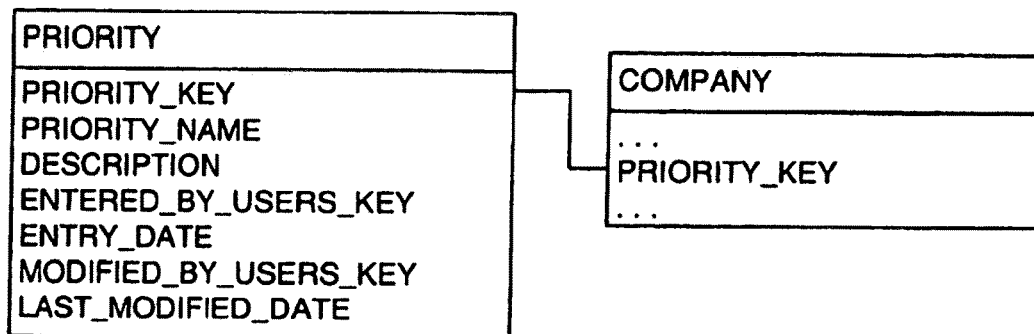 PRIORITY
PRIORITY_KEY
PRIORITY_NAME
DESCRIPTION
ENTERED_BY_USERS_KEY
ENTRY_DATE
MODIFIED_BY_USERS_KEY
LAST_MODIFIED_DATE
COMPANY
. . .
PRIORITY_KEY
. . .